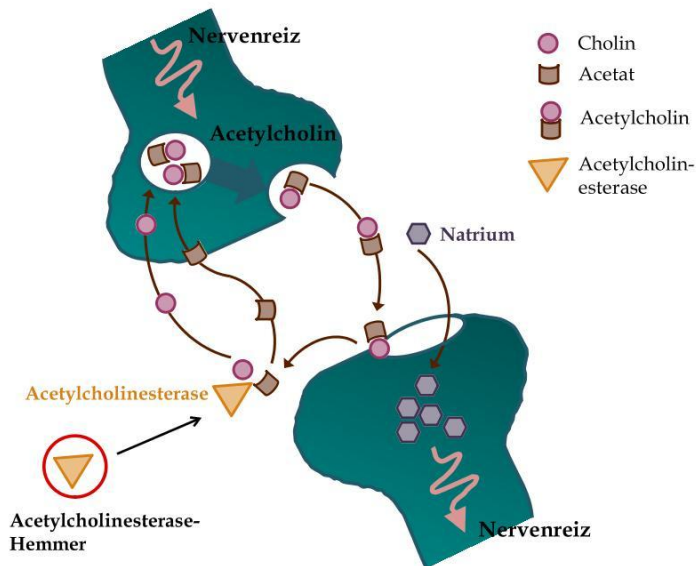 Nervenreiz
Cholin
Acetat
Acetylcholin
Acetylcholin
Acetylcholin-
esterase
Natrium
Acetylcholinesterase
Acetylcholinesterase-
Hemmer
Nervenreiz